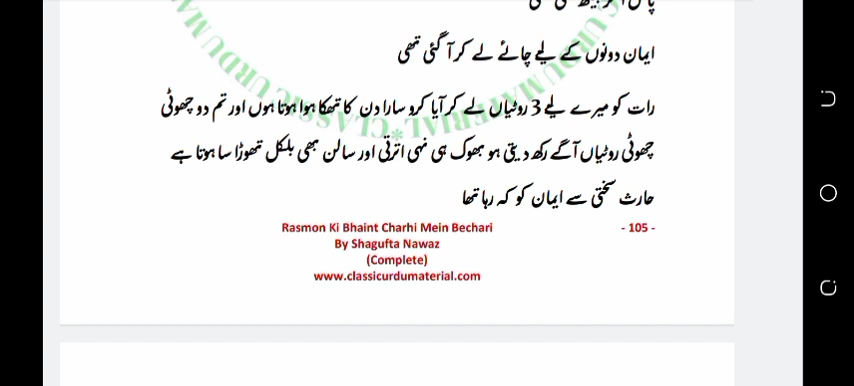 ایمان دونوں کے لیے چائے لے کر آ گئی تھی
رات کو میرے لیے 3 روٹیاں لے کر آیا کرو سارا دن کا تھکا ہوا ہوتا ہوں اور تم دو چھوٹی
چھوٹی روٹیاں آگے رکھ دیتی ہو بھوک ہی نہی اترتی اور سالن بھی بلکل تھوڑا سا ہوتا ہے
حارث سختی سے ایمان کو کہ رہا تھا
Rasmon Ki Bhaint Charhi Mein Bechari - 105 -
By Shagufta Nawaz
(Complete)
www.classicurdumaterial.com